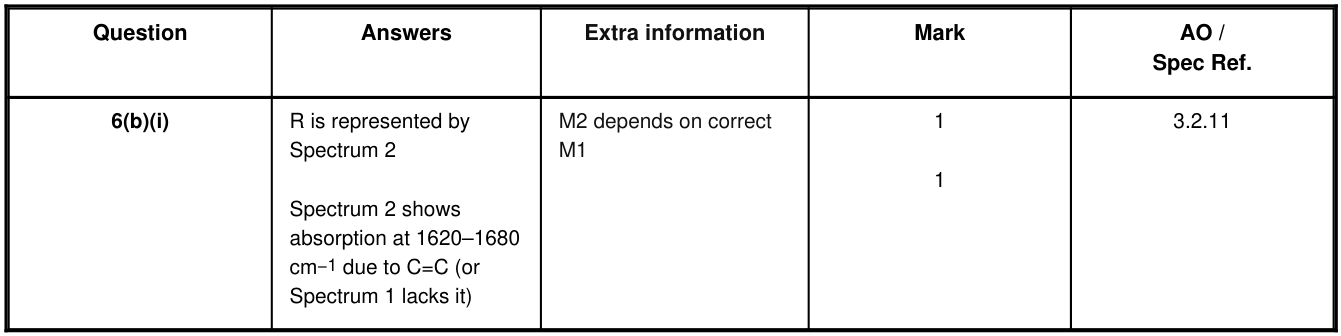 Question Answers Extra information Mark AO /
Spec Ref.
6(b)(i) R is represented by M2 depends on correct 1 3.2.11
Spectrum 2 M1
1
Spectrum 2 shows
absorption at 1620–1680
cm–1 due to C=C (or
Spectrum 1 lacks it)